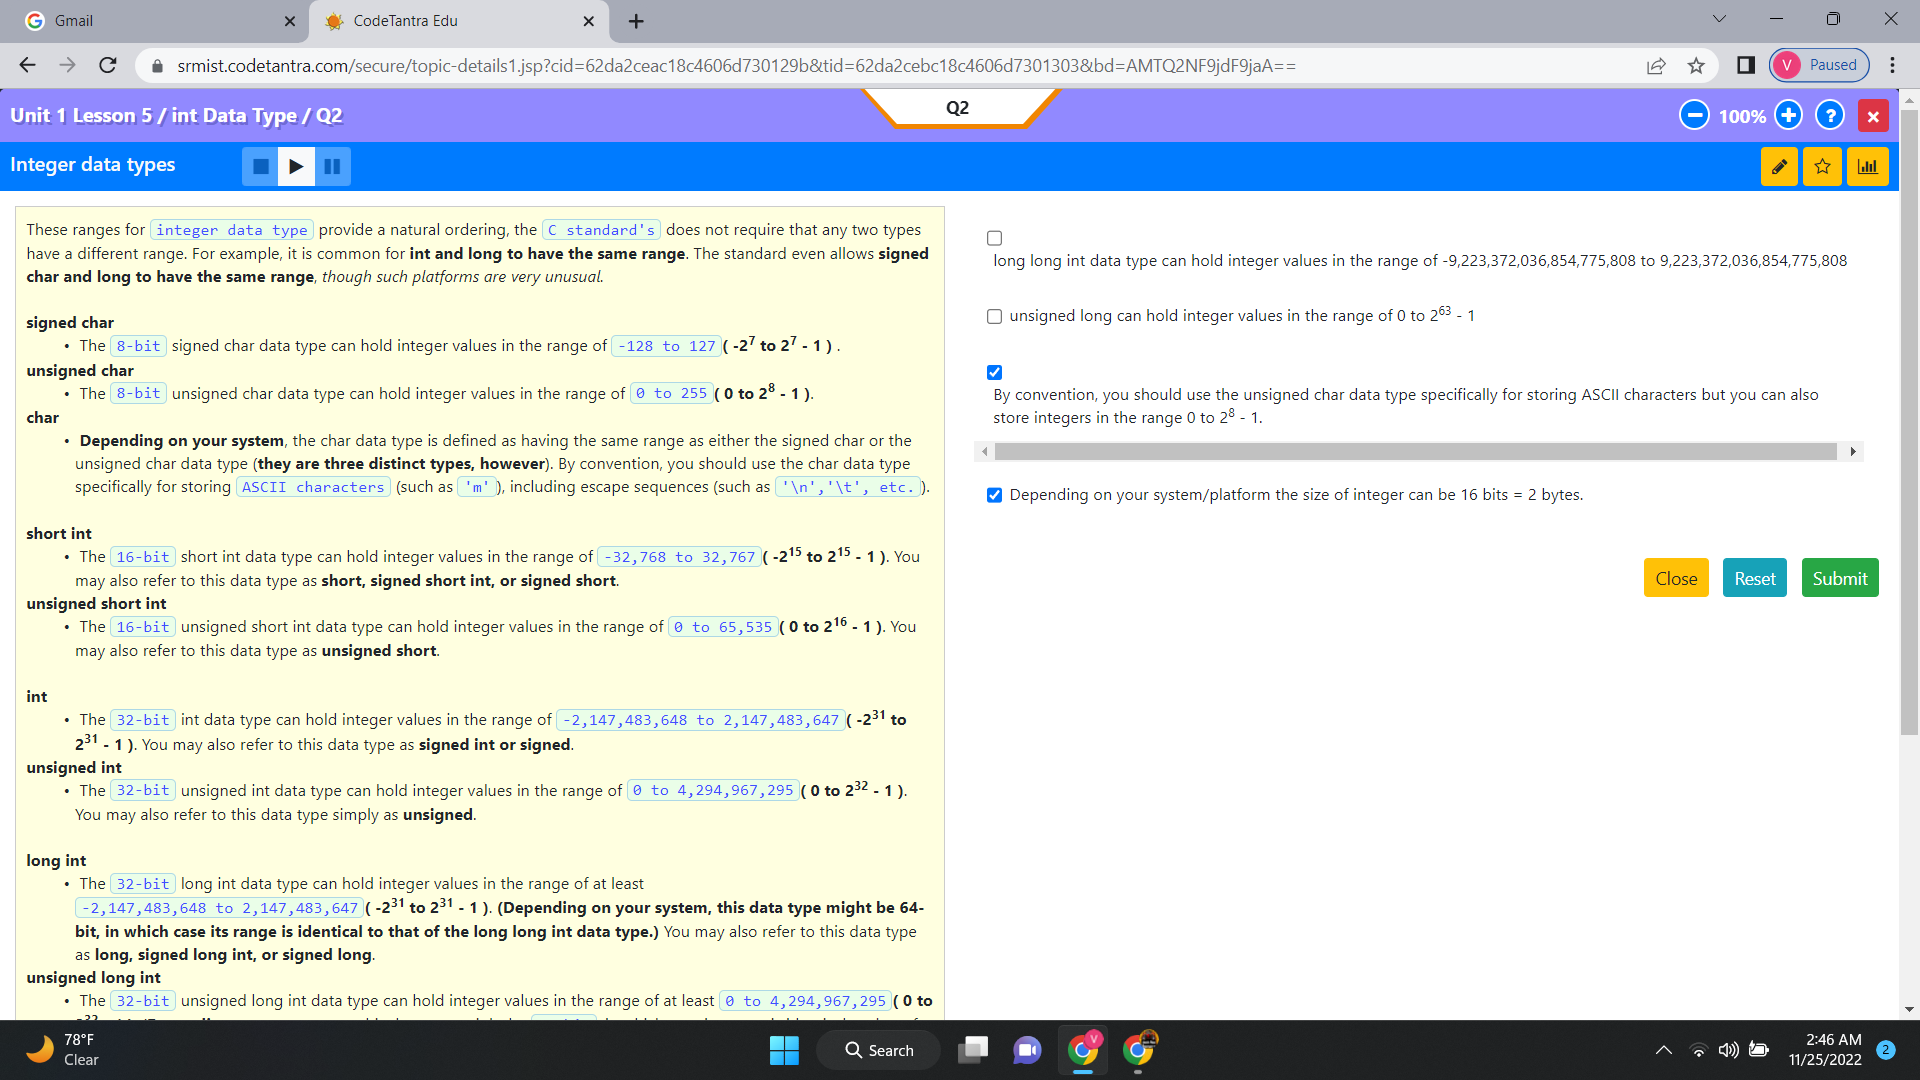 Gmail
CodeTantra Edu
srmist.codetantra.com/secure/topic-details1.jsp?cid=62da2ceac18c4606d730129b&tid=62da2cebc18c4606d7301303&bd=AMTQ2NF9jdF9jaA==
V Paused
Unit 1 Lesson 5 / int Data Type / Q2
Q2
100%
Integer data types
These ranges for integer data type provide a natural ordering, the C standard's does not require that any two types
have a different range. For example, it is common for int and long to have the same range. The standard even allows signed
char and long to have the same range, though such platforms are very unusual.
signed char
• The 8-bit signed char data type can hold integer values in the range of -128 to 127 ( -2⁷ to 2⁷ - 1 ) .
unsigned char
• The 8-bit unsigned char data type can hold integer values in the range of 0 to 255 ( 0 to 2⁸ - 1 ).
char
• Depending on your system, the char data type is defined as having the same range as either the signed char or the
unsigned char data type (they are three distinct types, however). By convention, you should use the char data type
specifically for storing ASCII characters (such as 'm' ), including escape sequences (such as '\n','\t', etc. ).
short int
• The 16-bit short int data type can hold integer values in the range of -32,768 to 32,767 ( -2¹⁵ to 2¹⁵ - 1 ). You
may also refer to this data type as short, signed short int, or signed short.
unsigned short int
• The 16-bit unsigned short int data type can hold integer values in the range of 0 to 65,535 ( 0 to 2¹⁶ - 1 ). You
may also refer to this data type as unsigned short.
int
• The 32-bit int data type can hold integer values in the range of -2,147,483,648 to 2,147,483,647 ( -2³¹ to
2³¹ - 1 ). You may also refer to this data type as signed int or signed.
unsigned int
• The 32-bit unsigned int data type can hold integer values in the range of 0 to 4,294,967,295 ( 0 to 2³² - 1 ).
You may also refer to this data type simply as unsigned.
long int
• The 32-bit long int data type can hold integer values in the range of at least
-2,147,483,648 to 2,147,483,647 ( -2³¹ to 2³¹ - 1 ). (Depending on your system, this data type might be 64-
bit, in which case its range is identical to that of the long long int data type.) You may also refer to this data type
as long, signed long int, or signed long.
unsigned long int
• The 32-bit unsigned long int data type can hold integer values in the range of at least 0 to 4,294,967,295 ( 0 to
long long int data type can hold integer values in the range of -9,223,372,036,854,775,808 to 9,223,372,036,854,775,808
unsigned long can hold integer values in the range of 0 to 2⁶³ - 1
By convention, you should use the unsigned char data type specifically for storing ASCII characters but you can also
store integers in the range 0 to 2⁸ - 1.
Depending on your system/platform the size of integer can be 16 bits = 2 bytes.
Close
Reset
Submit
78°F
Clear
Search
V
2:46 AM
11/25/2022
2